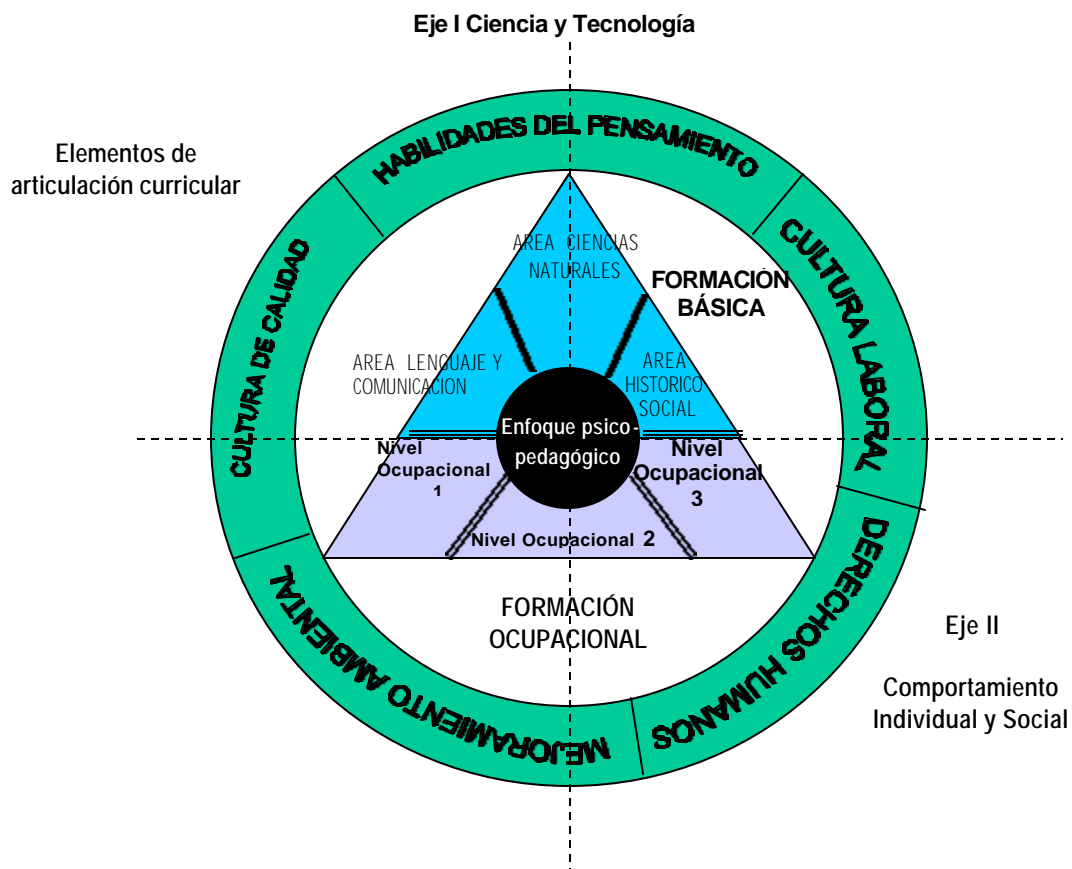 Eje I Ciencia y Tecnología
Elementos de
articulación curricular
HABILIDADES DEL PENSAMIENTO
CULTURA DE CALIDAD
CULTURA LABORAL
AREA CIENCIAS
NATURALES
FORMACIÓN
BÁSICA
AREA LENGUAJE Y
COMUNICACION
AREA
HISTORICO
SOCIAL
Enfoque psico-
pedagógico
Nivel
Ocupacional
1
Nivel
Ocupacional
3
Nivel Ocupacional 2
FORMACIÓN
OCUPACIONAL
MEJORAMIENTO AMBIENTAL
DERECHOS HUMANOS
Eje II
Comportamiento
Individual y Social